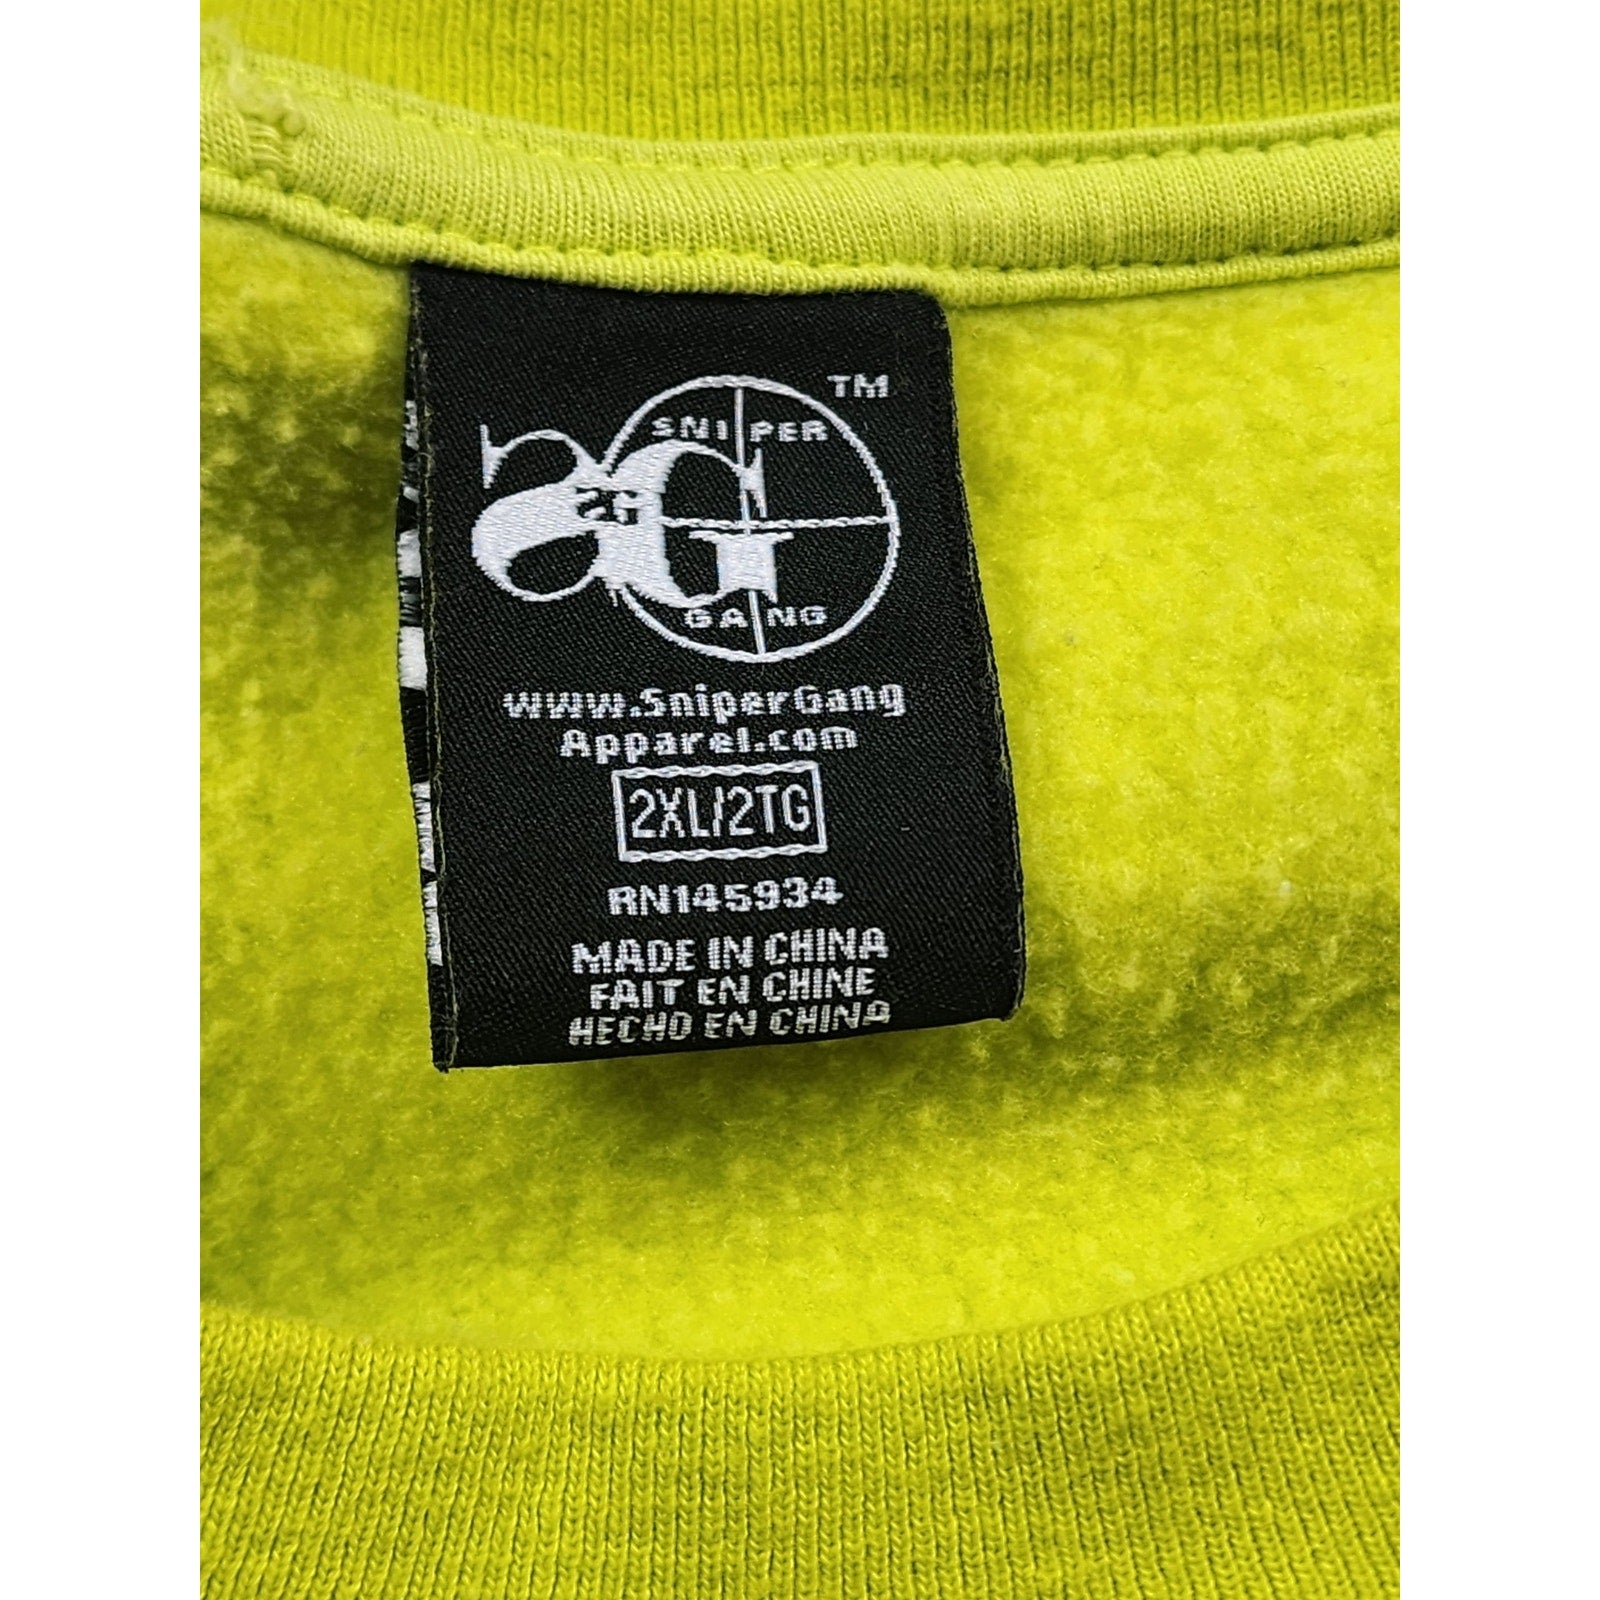 TM
SNIPER
SG
GANG
www.SniperGang
Apparel.com
2XL/2TG
RN145934
MADE IN CHINA
FAIT EN CHINE
HECHO EN CHINA